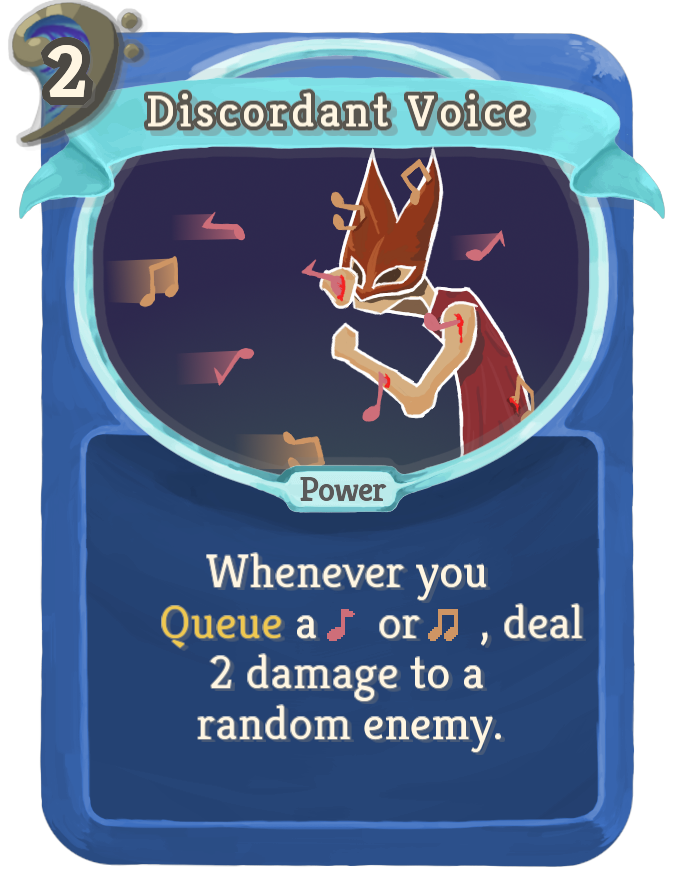 2
Discordant Voice
Power
Whenever you
Queue a ♪ or ♫ , deal
2 damage to a
random enemy.